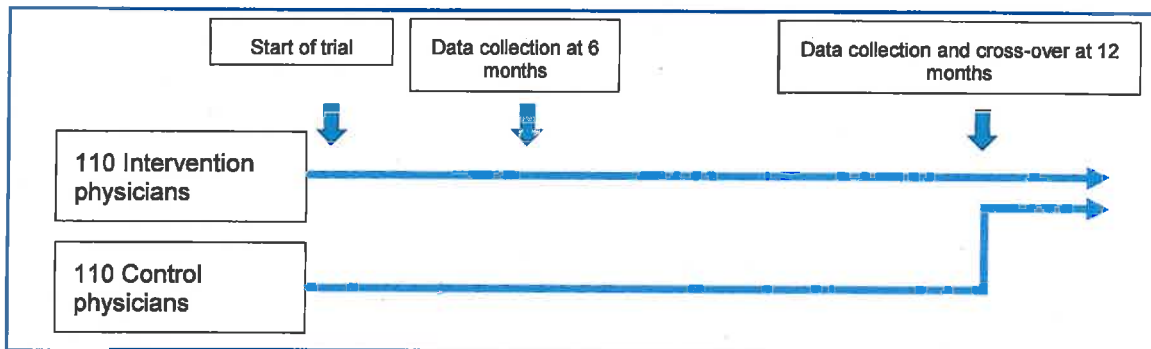 Start of trial
Data collection at 6
months
Data collection and cross-over at 12
months
110 Intervention
physicians
110 Control
physicians